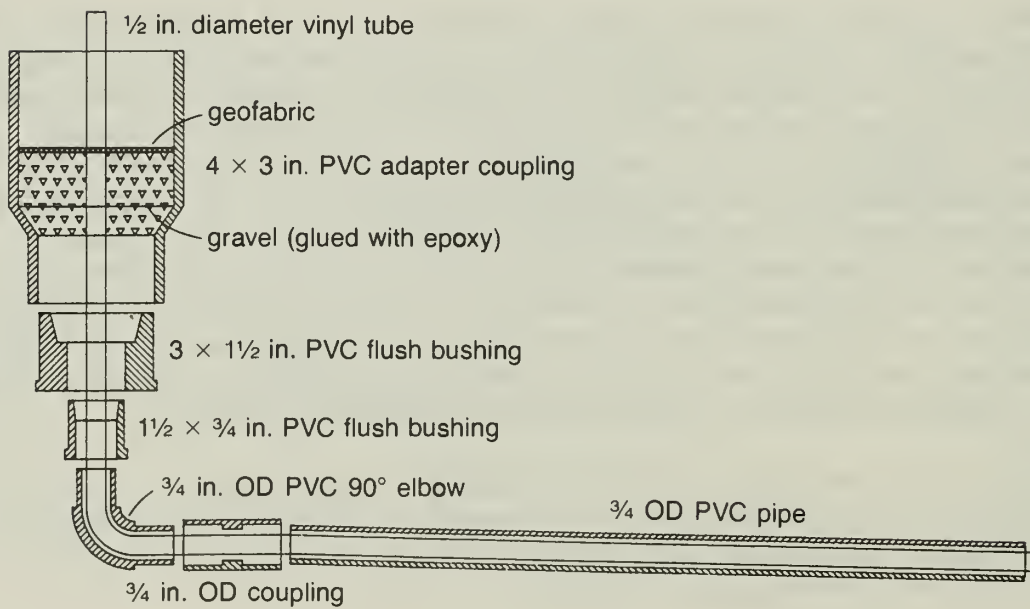 ½ in. diameter vinyl tube
geofabric
4 × 3 in. PVC adapter coupling
gravel (glued with epoxy)
3 × 1½ in. PVC flush bushing
1½ × ¾ in. PVC flush bushing
¾ in. OD PVC 90° elbow
¾ OD PVC pipe
¾ in. OD coupling